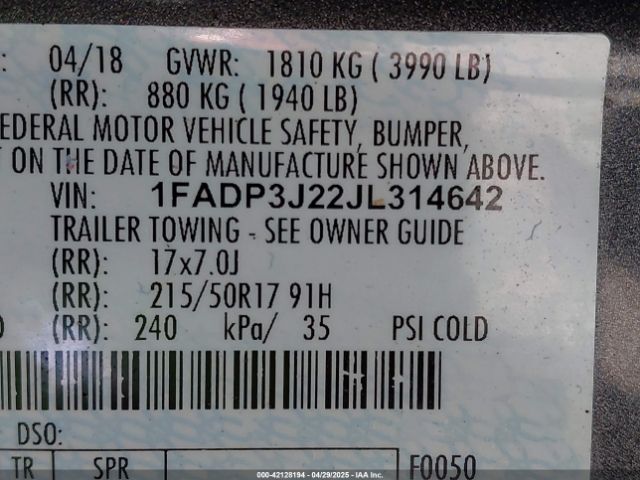 : 04/18 GVWR: 1810 KG ( 3990 LB)
(RR): 880 KG ( 1940 LB)
FEDERAL MOTOR VEHICLE SAFETY, BUMPER,
T ON THE DATE OF MANUFACTURE SHOWN ABOVE.
VIN: 1FADP3J22JL314642
TRAILER TOWING - SEE OWNER GUIDE
(RR): 17x7.0J
(RR): 215/50R17 91H
(RR): 240 kPa/ 35 PSI COLD
DSO:
TR SPR F0050
000-42128194 - 04/29/2025 - IAA Inc.